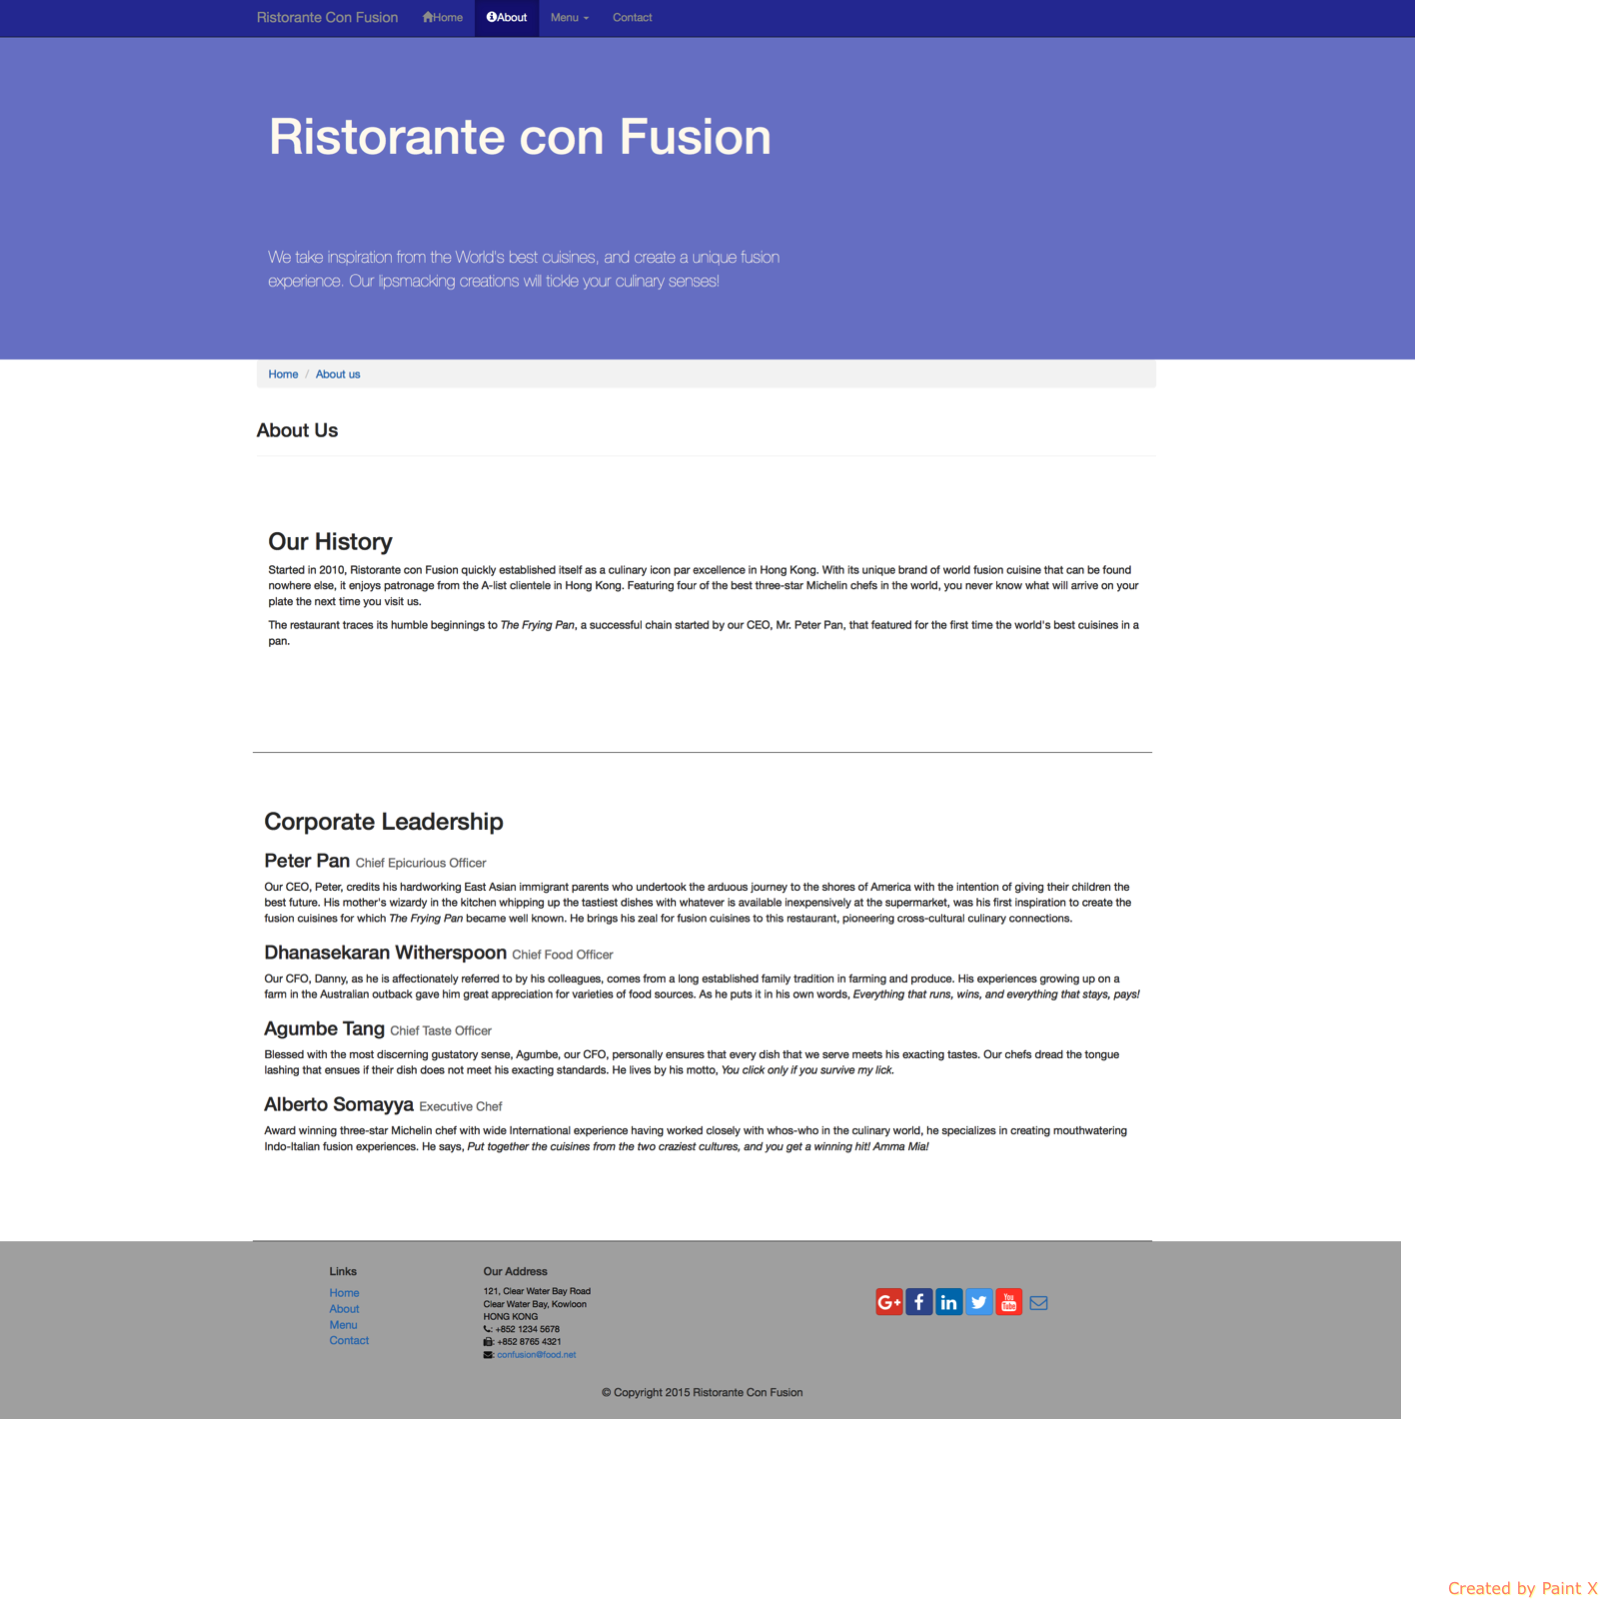 Ristorante Con Fusion Home About Menu Contact
Ristorante con Fusion
We take inspiration from the World's best cuisines, and create a unique fusion
experience. Our lipsmacking creations will tickle your culinary senses!
Home / About us
About Us
Our History
Started in 2010, Ristorante con Fusion quickly established itself as a culinary icon par excellence in Hong Kong. With its unique brand of world fusion cuisine that can be found
nowhere else, it enjoys patronage from the A-list clientele in Hong Kong. Featuring four of the best three-star Michelin chefs in the world, you never know what will arrive on your
plate the next time you visit us.
The restaurant traces its humble beginnings to The Frying Pan, a successful chain started by our CEO, Mr. Peter Pan, that featured for the first time the world's best cuisines in a
pan.
Corporate Leadership
Peter Pan Chief Epicurious Officer
Our CEO, Peter, credits his hardworking East Asian immigrant parents who undertook the arduous journey to the shores of America with the intention of giving their children the
best future. His mother's wizardy in the kitchen whipping up the tastiest dishes with whatever is available inexpensively at the supermarket, was his first inspiration to create the
fusion cuisines for which The Frying Pan became well known. He brings his zeal for fusion cuisines to this restaurant, pioneering cross-cultural culinary connections.
Dhanasekaran Witherspoon Chief Food Officer
Our CFO, Danny, as he is affectionately referred to by his colleagues, comes from a long established family tradition in farming and produce. His experiences growing up on a
farm in the Australian outback gave him great appreciation for varieties of food sources. As he puts it in his own words, Everything that runs, wins, and everything that stays, pays!
Agumbe Tang Chief Taste Officer
Blessed with the most discerning gustatory sense, Agumbe, our CFO, personally ensures that every dish that we serve meets his exacting tastes. Our chefs dread the tongue
lashing that ensues if their dish does not meet his exacting standards. He lives by his motto, You click only if you survive my lick.
Alberto Somayya Executive Chef
Award winning three-star Michelin chef with wide International experience having worked closely with whos-who in the culinary world, he specializes in creating mouthwatering
Indo-Italian fusion experiences. He says, Put together the cuisines from the two craziest cultures, and you get a winning hit! Amma Mia!
Links
Home
About
Menu
Contact
Our Address
121, Clear Water Bay Road
Clear Water Bay, Kowloon
HONG KONG
: +852 1234 5678
: +852 8765 4321
: confusion@food.net
G+ f in You Tube
© Copyright 2015 Ristorante Con Fusion
Created by Paint X